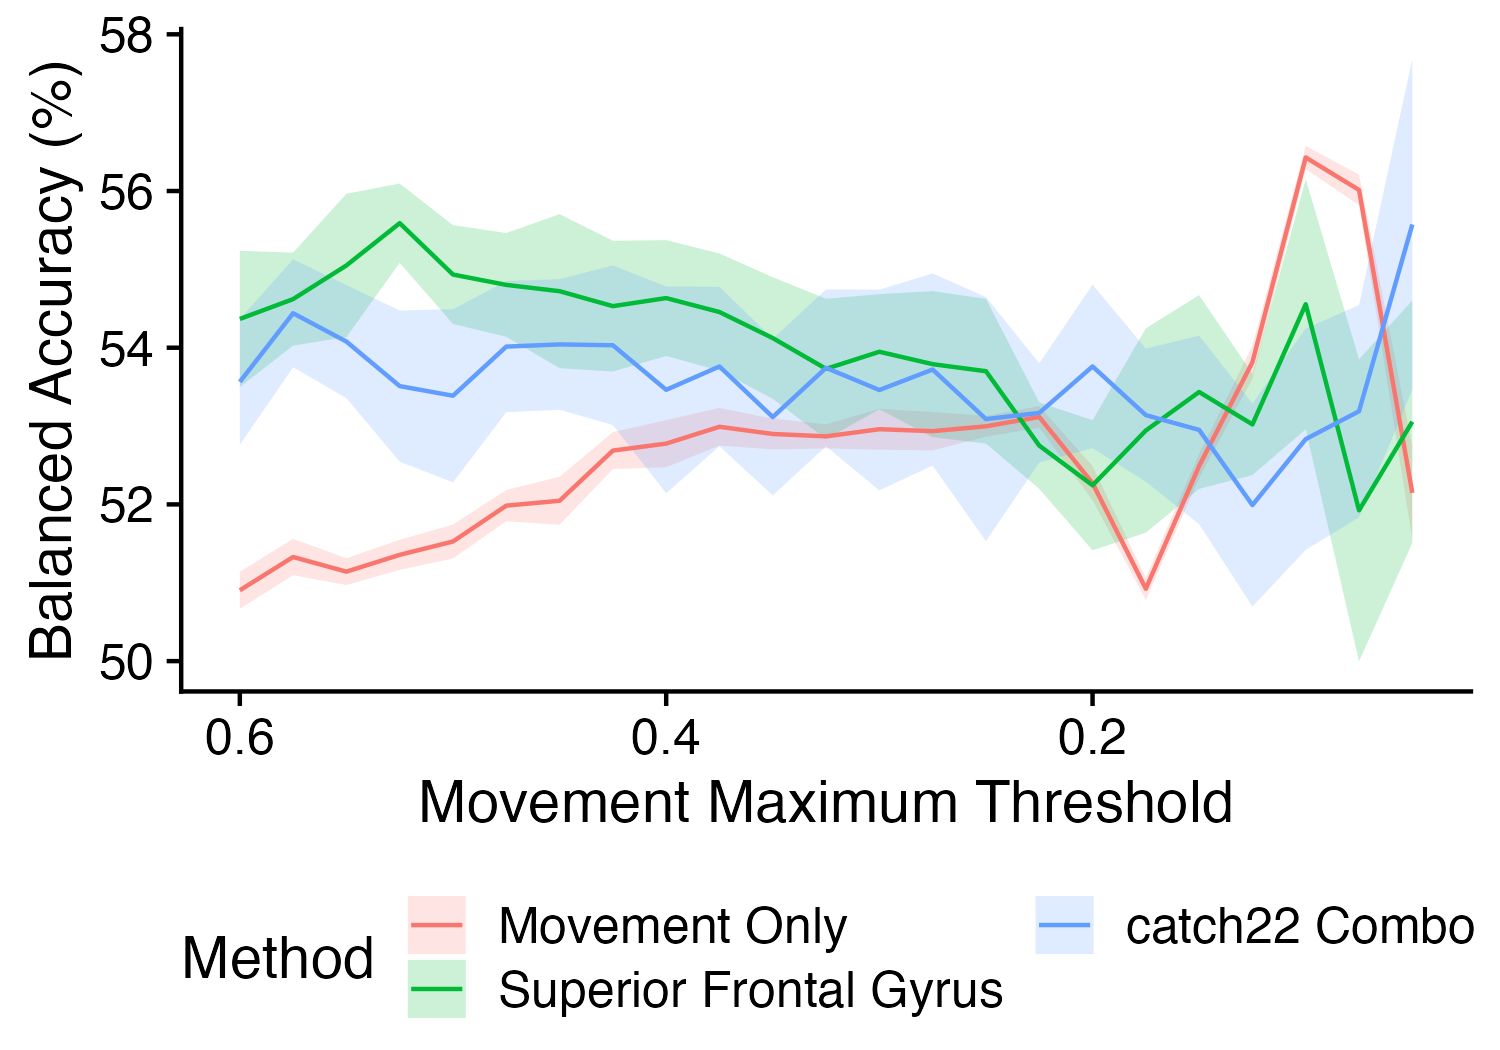 Balanced Accuracy (%)
58
56
54
52
50
0.6 0.4 0.2
Movement Maximum Threshold
Method
Movement Only
Superior Frontal Gyrus
catch22 Combo